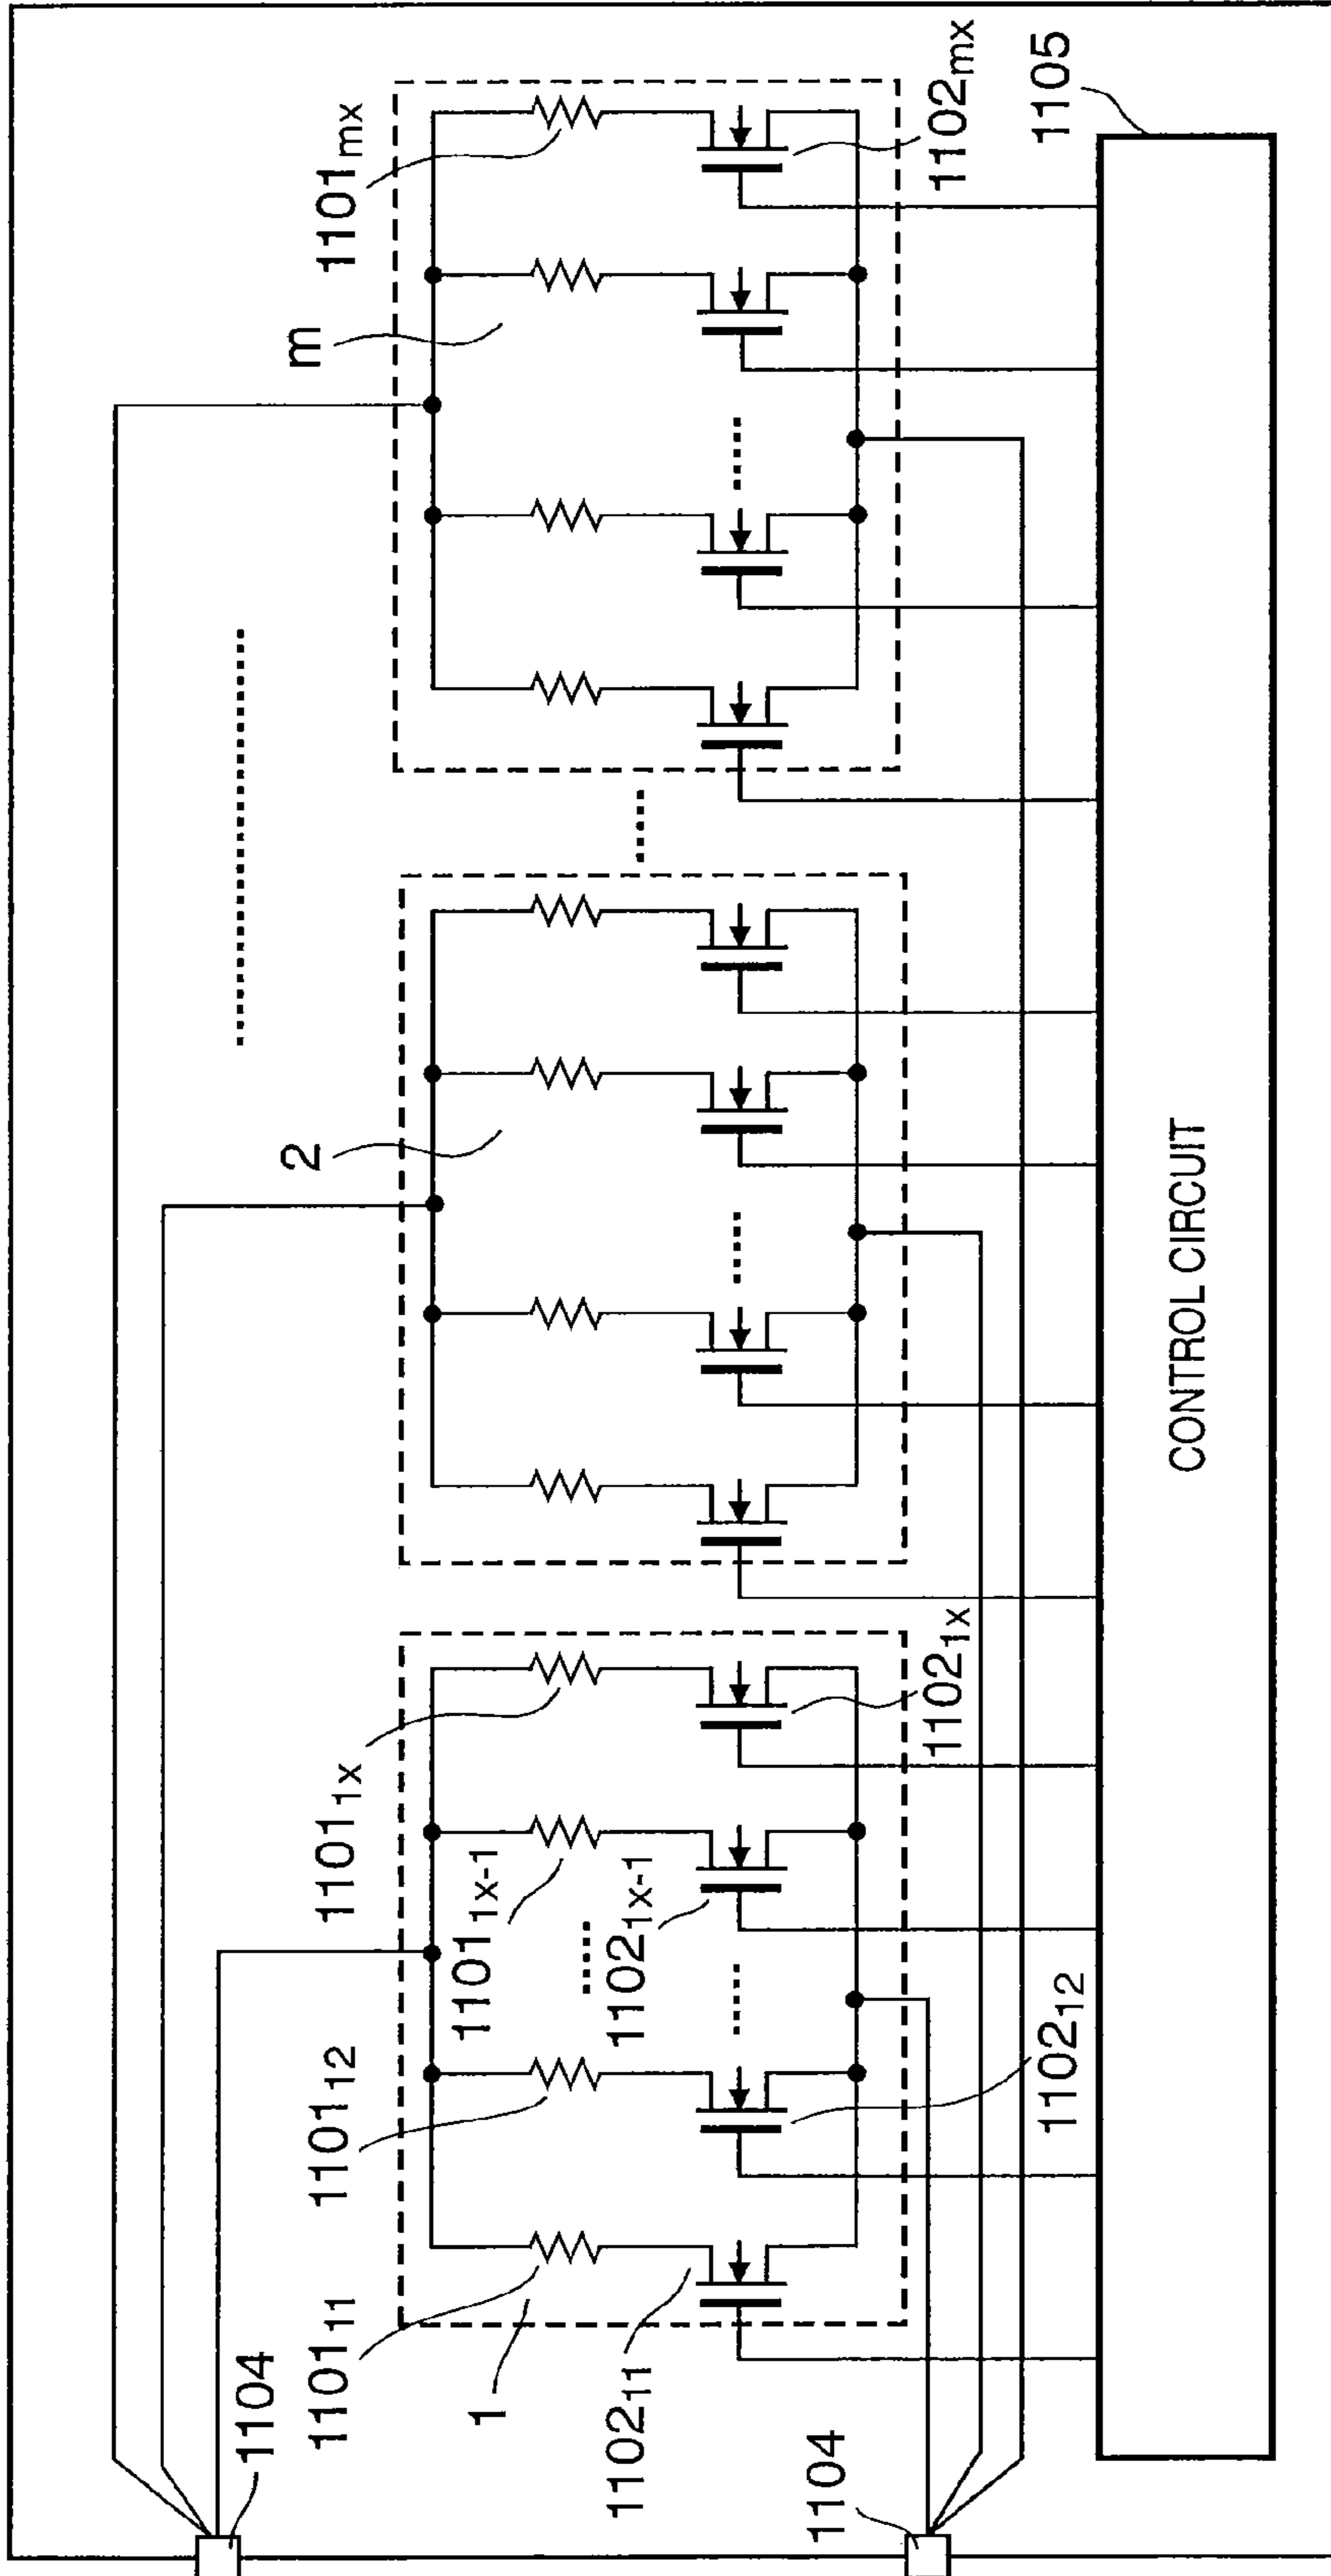 1104
1101₁₁
1101₁₂
1101₁ₓ
2
m
1101ₘₓ
1
1101₁ₓ₋₁
1102₁₁
1102₁ₓ₋₁
1104
1102₁₂
1102₁ₓ
1102ₘₓ
1105
CONTROL CIRCUIT